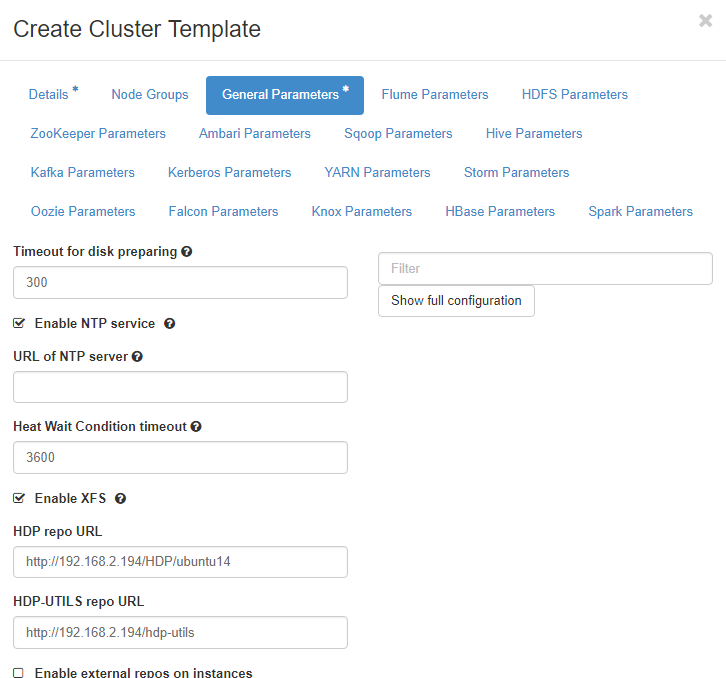 Create Cluster Template
×
Details *
Node Groups
General Parameters *
Flume Parameters
HDFS Parameters
ZooKeeper Parameters
Ambari Parameters
Sqoop Parameters
Hive Parameters
Kafka Parameters
Kerberos Parameters
YARN Parameters
Storm Parameters
Oozie Parameters
Falcon Parameters
Knox Parameters
HBase Parameters
Spark Parameters
Timeout for disk preparing ?
300
Filter
Show full configuration
Enable NTP service ?
URL of NTP server ?
Heat Wait Condition timeout ?
3600
Enable XFS ?
HDP repo URL
http://192.168.2.194/HDP/ubuntu14
HDP-UTILS repo URL
http://192.168.2.194/hdp-utils
Enable external repos on instances